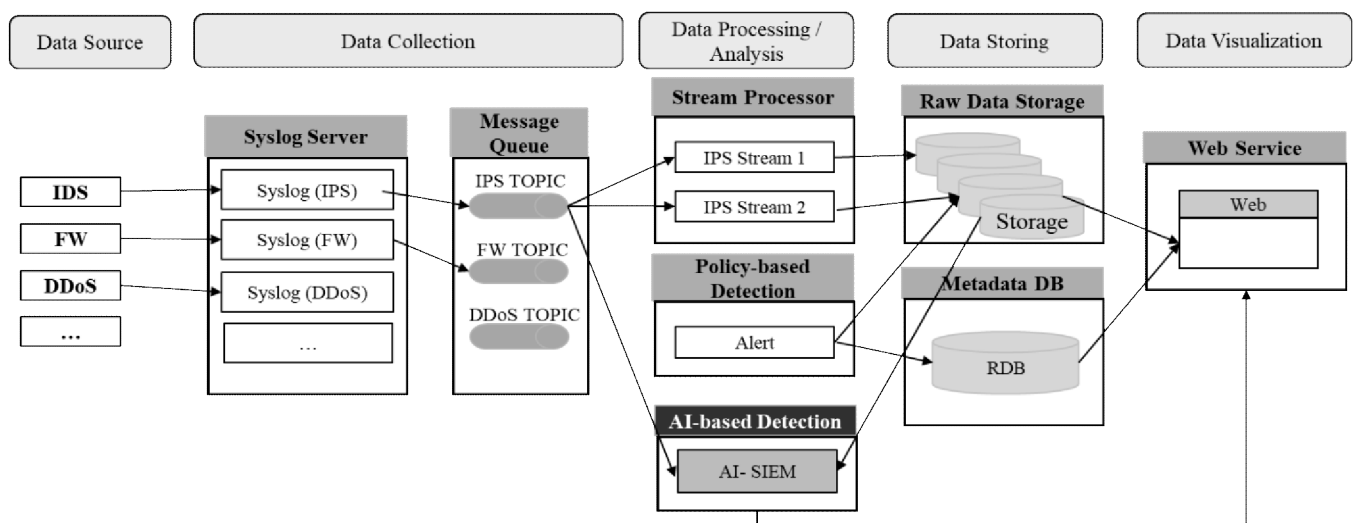 Data Source
Data Collection
Data Processing /
Analysis
Data Storing
Data Visualization
IDS
FW
DDoS
...
Syslog Server
Syslog (IPS)
Syslog (FW)
Syslog (DDoS)
...
Message
Queue
IPS TOPIC
FW TOPIC
DDoS TOPIC
Stream Processor
IPS Stream 1
IPS Stream 2
Policy-based
Detection
Alert
AI-based Detection
AI- SIEM
Raw Data Storage
Storage
Metadata DB
RDB
Web Service
Web